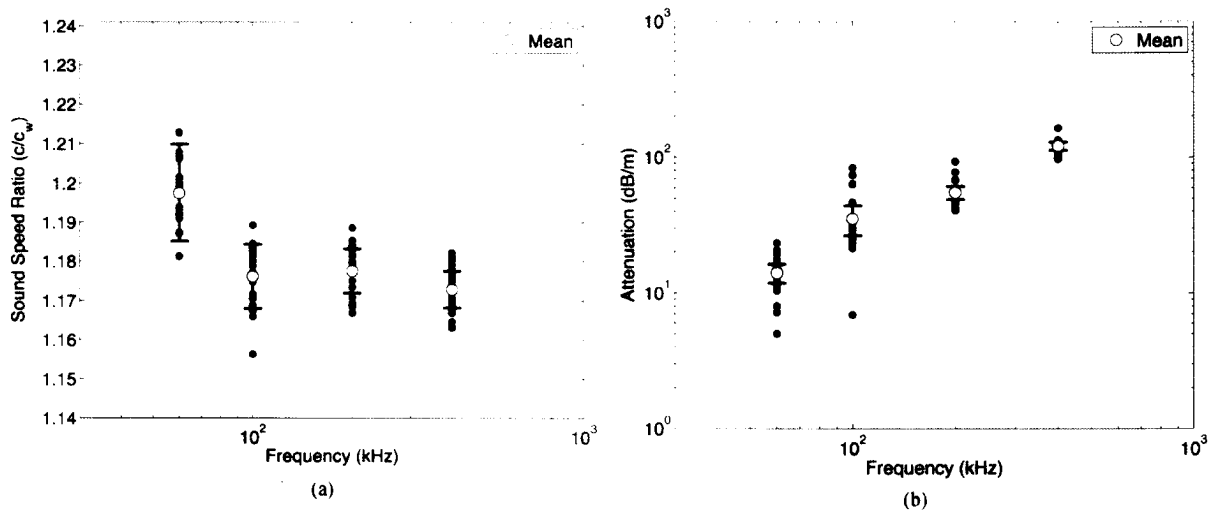 1.24
1.23
1.22
1.21
1.2
1.19
1.18
1.17
1.16
1.15
1.14
Sound Speed Ratio (c/c_w)
Mean
10^2
10^3
Frequency (kHz)
(a)
10^3
10^2
10^1
10^0
Attenuation (dB/m)
Mean
10^2
10^3
Frequency (kHz)
(b)